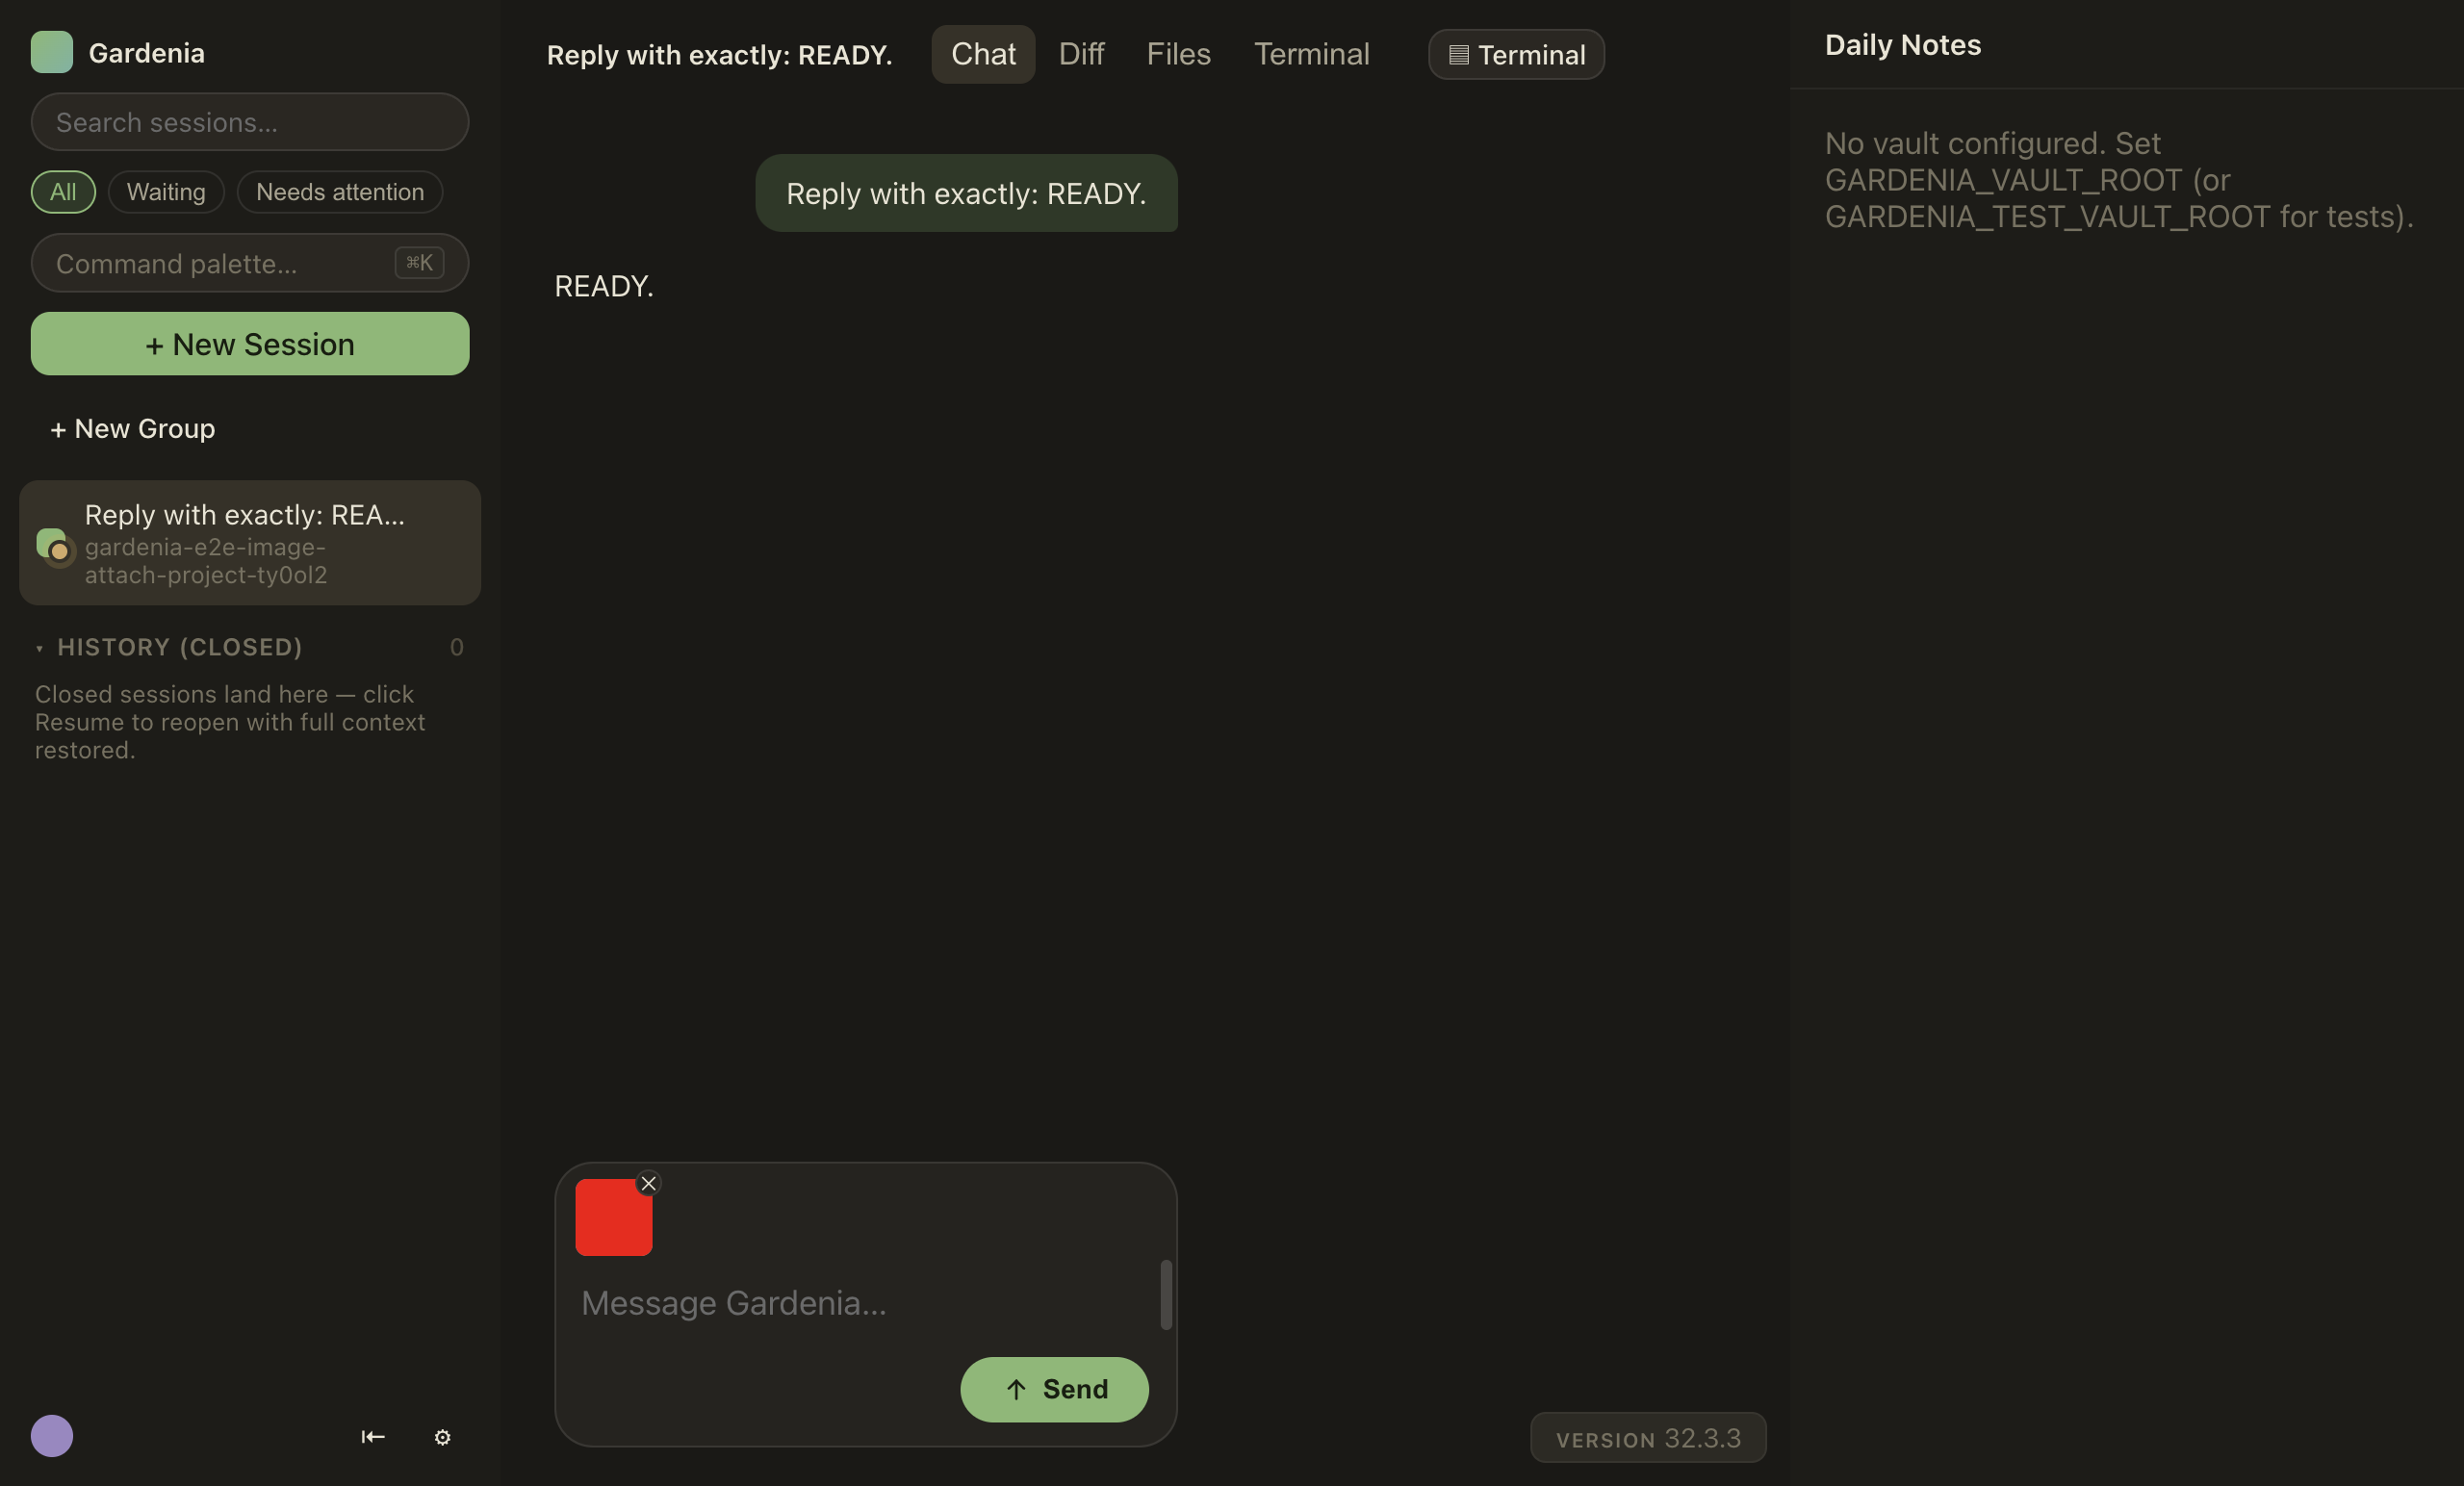 Gardenia
Search sessions...
All
Waiting
Needs attention
Command palette...
⌘K
+ New Session
+ New Group
Reply with exactly: REA...
gardenia-e2e-image-
attach-project-ty0ol2
HISTORY (CLOSED)
0
Closed sessions land here — click
Resume to reopen with full context
restored.
Reply with exactly: READY.
Chat
Diff
Files
Terminal
Terminal
Reply with exactly: READY.
READY.
Message Gardenia...
↑ Send
VERSION 32.3.3
Daily Notes
No vault configured. Set
GARDENIA_VAULT_ROOT (or
GARDENIA_TEST_VAULT_ROOT for tests).